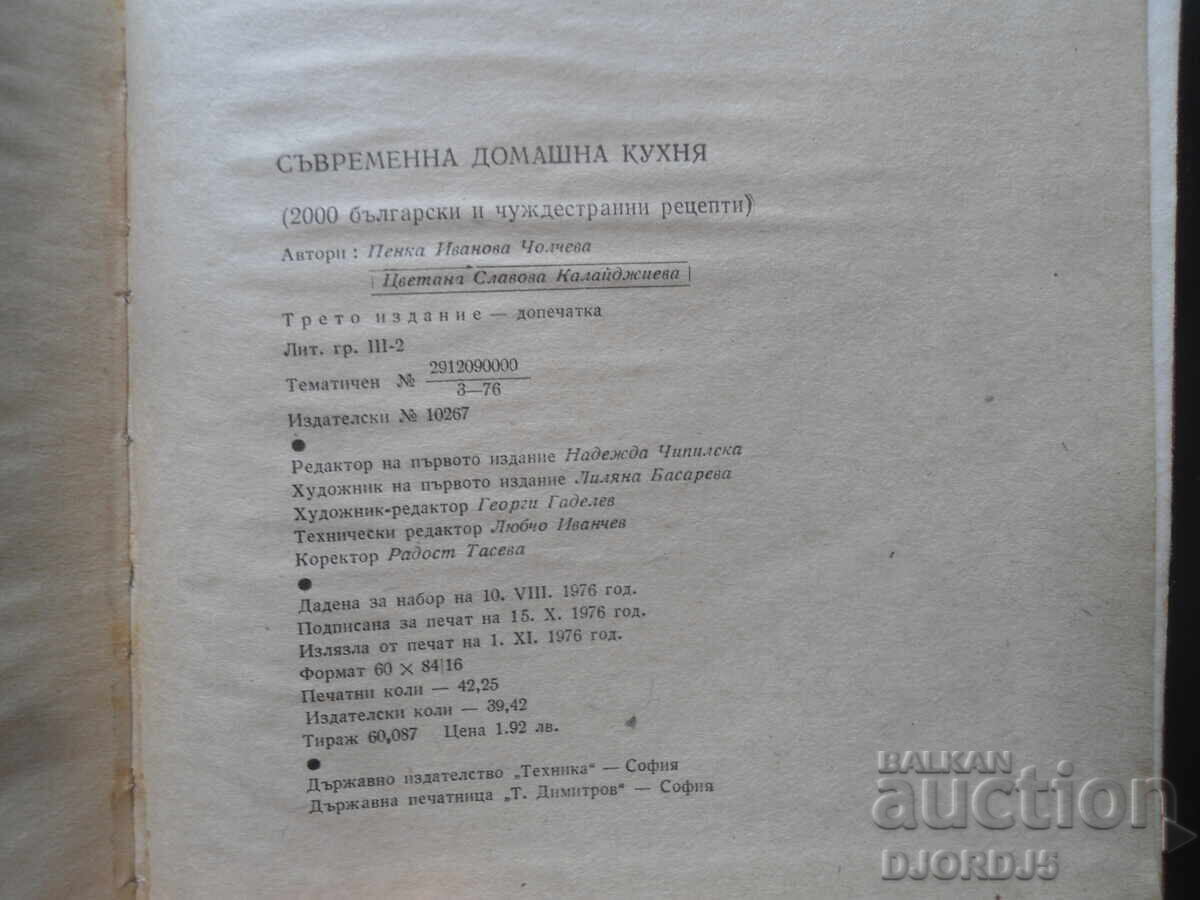 СЪВРЕМЕННА ДОМАШНА КУХНЯ
(2000 български и чуждестранни рецепти)
Автори : Пенка Иванова Чолчева
Цветана Славова Калайджиева
Трето издание — допечатка
Лит. гр. III-2
Тематичен № 2912090000
3—76
Издателски № 10267
Редактор на първото издание Надежда Чипилска
Художник на първото издание Лиляна Басарева
Художник-редактор Георги Гаделев
Технически редактор Любчо Иванчев
Коректор Радост Тасева
Дадена за набор на 10. VIII. 1976 год.
Подписана за печат на 15. X. 1976 год.
Излязла от печат на 1. XI. 1976 год.
Формат 60 × 84|16
Печатни коли — 42,25
Издателски коли — 39,42
Тираж 60,087 Цена 1.92 лв.
Държавно издателство „Техника“ — София
Държавна печатница „Т. Димитров“ — София
BALKAN
auction
DJORDJ5